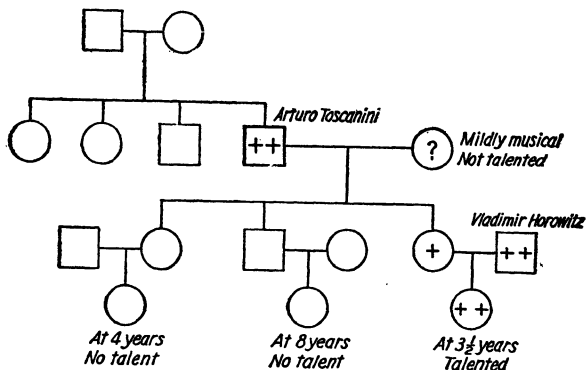 Arturo Toscanini
++
?
Mildly musical
Not talented
Vladimir Horowitz
+
++
++
At 4 years
No talent
At 8 years
No talent
At 3½ years
Talented